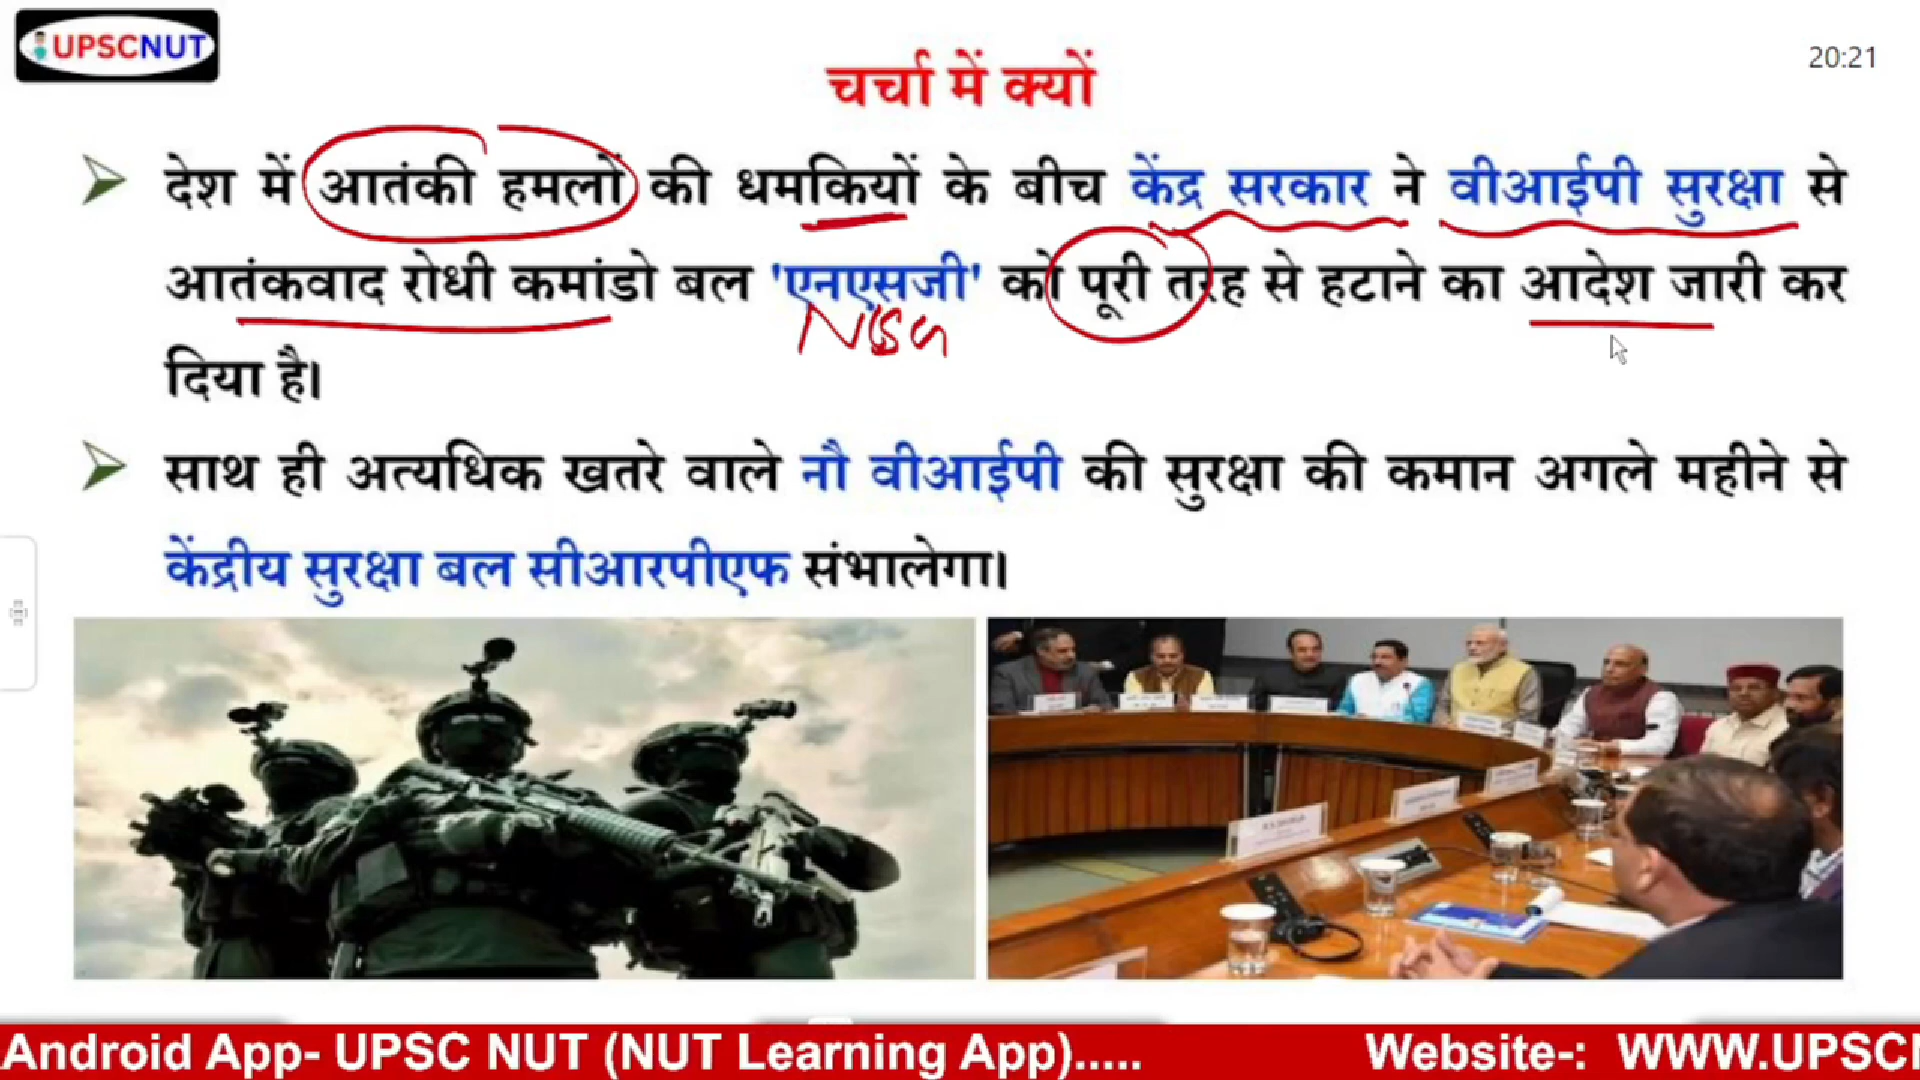 UPSCNUT
20:21
चर्चा में क्यों
देश में आतंकी हमलों की धमकियों के बीच केंद्र सरकार ने वीआईपी सुरक्षा से
आतंकवाद रोधी कमांडो बल 'एनएसजी' को पूरी तरह से हटाने का आदेश जारी कर
दिया है।
साथ ही अत्यधिक खतरे वाले नौ वीआईपी की सुरक्षा की कमान अगले महीने से
केंद्रीय सुरक्षा बल सीआरपीएफ संभालेगा।
Android App- UPSC NUT (NUT Learning App)..... Website-: WWW.UPSC